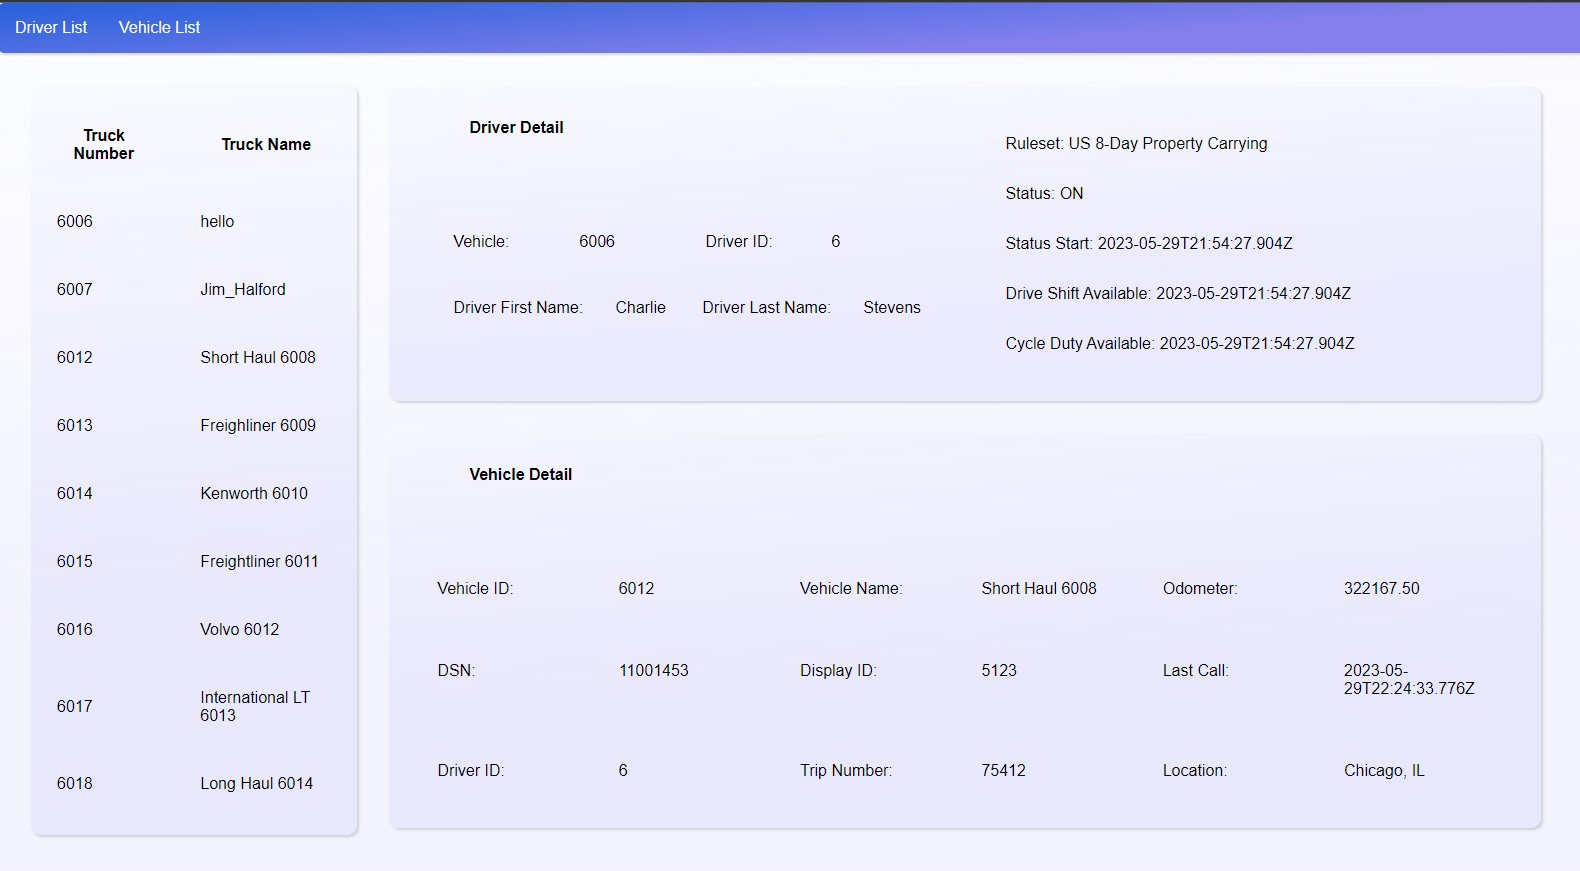 Driver List Vehicle List
Truck
Number
Truck Name
6006 hello
6007 Jim_Halford
6012 Short Haul 6008
6013 Freighliner 6009
6014 Kenworth 6010
6015 Freightliner 6011
6016 Volvo 6012
6017 International LT
6013
6018 Long Haul 6014
Driver Detail
Vehicle: 6006 Driver ID: 6
Driver First Name: Charlie Driver Last Name: Stevens
Ruleset: US 8-Day Property Carrying
Status: ON
Status Start: 2023-05-29T21:54:27.904Z
Drive Shift Available: 2023-05-29T21:54:27.904Z
Cycle Duty Available: 2023-05-29T21:54:27.904Z
Vehicle Detail
Vehicle ID: 6012 Vehicle Name: Short Haul 6008 Odometer: 322167.50
DSN: 11001453 Display ID: 5123 Last Call: 2023-05-
29T22:24:33.776Z
Driver ID: 6 Trip Number: 75412 Location: Chicago, IL